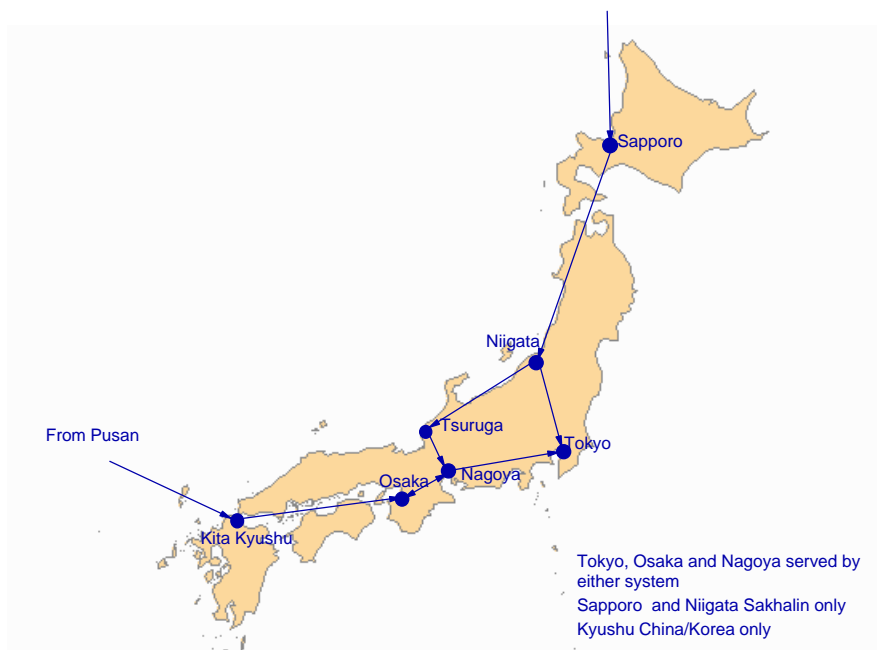 Sapporo
Niigata
Tsuruga
From Pusan
Tokyo
Nagoya
Osaka
Kita Kyushu
Tokyo, Osaka and Nagoya served by
either system
Sapporo and Niigata Sakhalin only
Kyushu China/Korea only